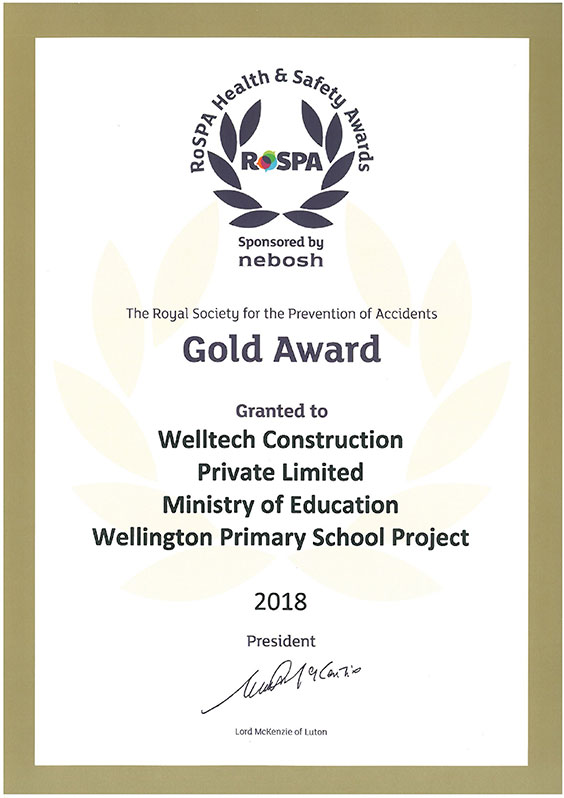 RoSPA Health & Safety Awards
RoSPA
Sponsored by
nebosh
The Royal Society for the Prevention of Accidents
Gold Award
Granted to
Welltech Construction
Private Limited
Ministry of Education
Wellington Primary School Project
2018
President
Lord McKenzie of Luton